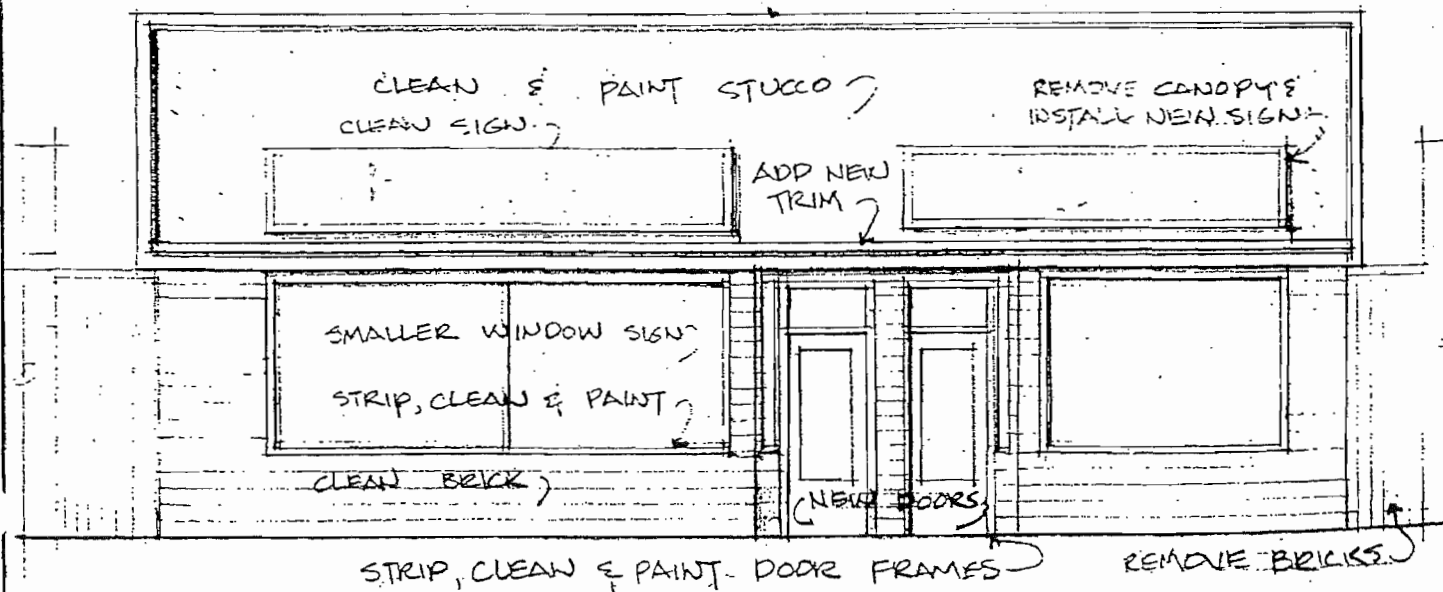 CLEAN & PAINT STUCCO
CLEAN SIGN
REMOVE CANOPY &
INSTALL NEW SIGN
ADD NEW
TRIM
SMALLER WINDOW SIGN
STRIP, CLEAN & PAINT
CLEAN BRICK
NEW DOORS
STRIP, CLEAN & PAINT DOOR FRAMES
REMOVE BRICKS